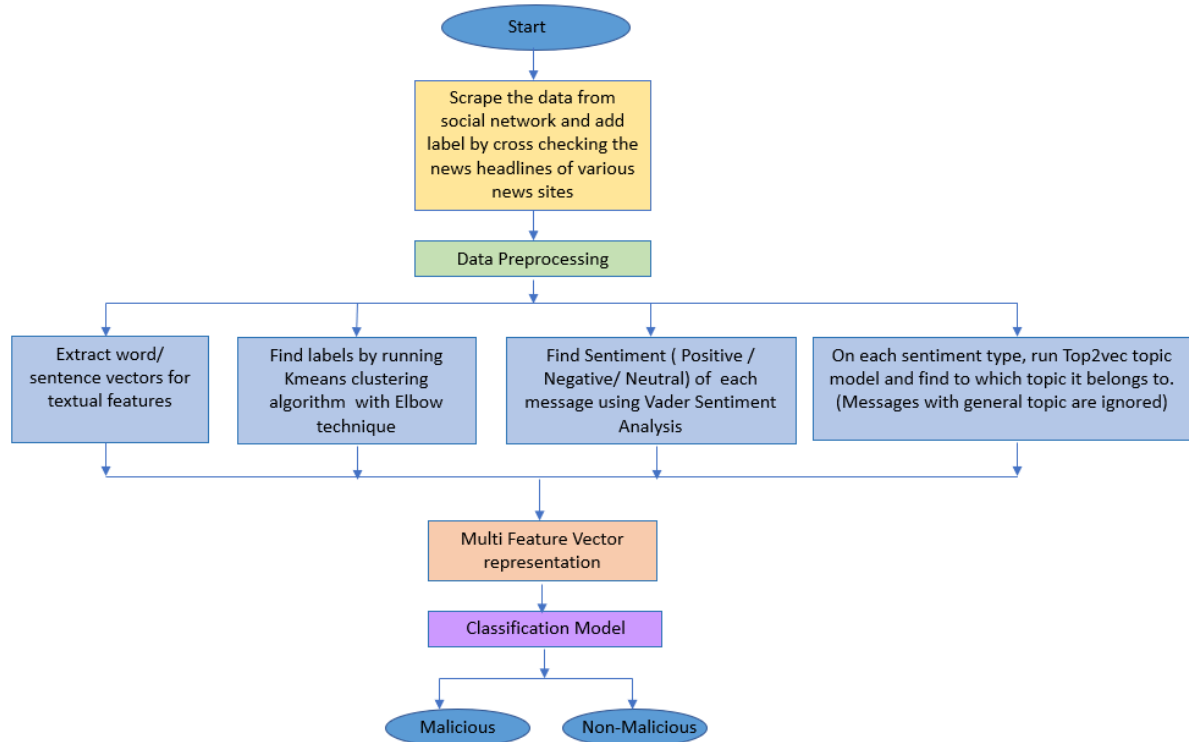 Start
Scrape the data from
social network and add
label by cross checking the
news headlines of various
news sites
Data Preprocessing
Extract word/
sentence vectors for
textual features
Find labels by running
Kmeans clustering
algorithm with Elbow
technique
Find Sentiment ( Positive /
Negative/ Neutral) of each
message using Vader Sentiment
Analysis
On each sentiment type, run Top2vec topic
model and find to which topic it belongs to.
(Messages with general topic are ignored)
Multi Feature Vector
representation
Classification Model
Malicious
Non-Malicious